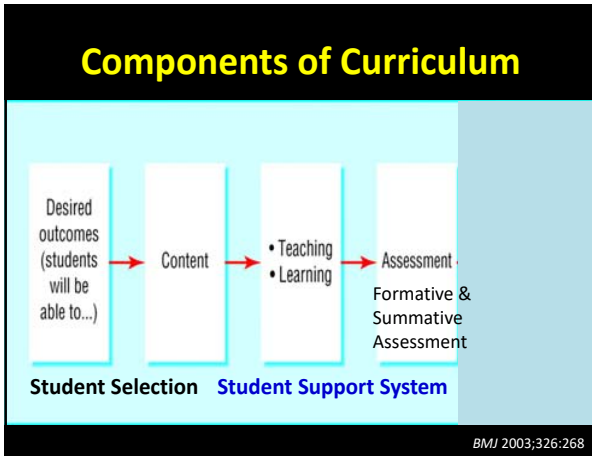 Components of Curriculum
Desired
outcomes
(students
will be
able to...)
Content
• Teaching
• Learning
Assessment
Formative &
Summative
Assessment
Student Selection Student Support System
BMJ 2003;326:268